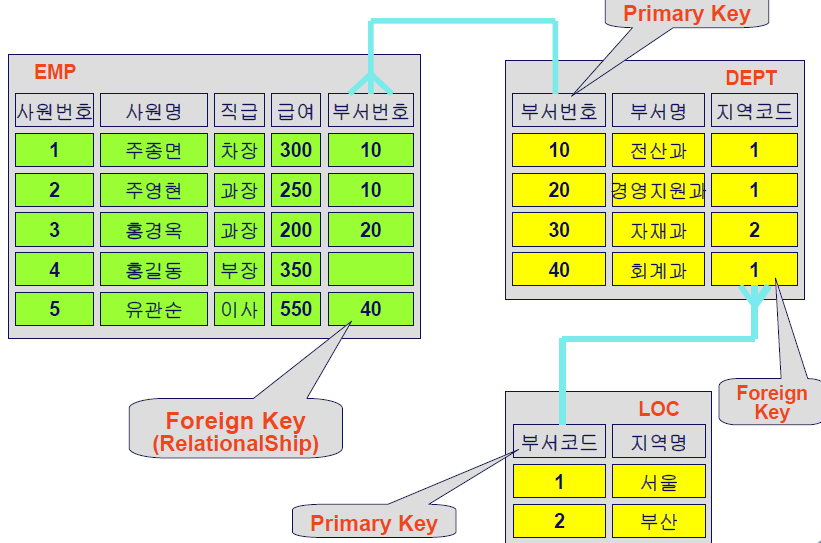 Primary Key
EMP
사원번호 사원명 직급 급여 부서번호
1 주종면 차장 300 10
2 주영현 과장 250 10
3 홍경옥 과장 200 20
4 홍길동 부장 350
5 유관순 이사 550 40
DEPT
부서번호 부서명 지역코드
10 전산과 1
20 경영지원과 1
30 자재과 2
40 회계과 1
Foreign Key
(RelationalShip)
Foreign
Key
LOC
부서코드 지역명
1 서울
2 부산
Primary Key